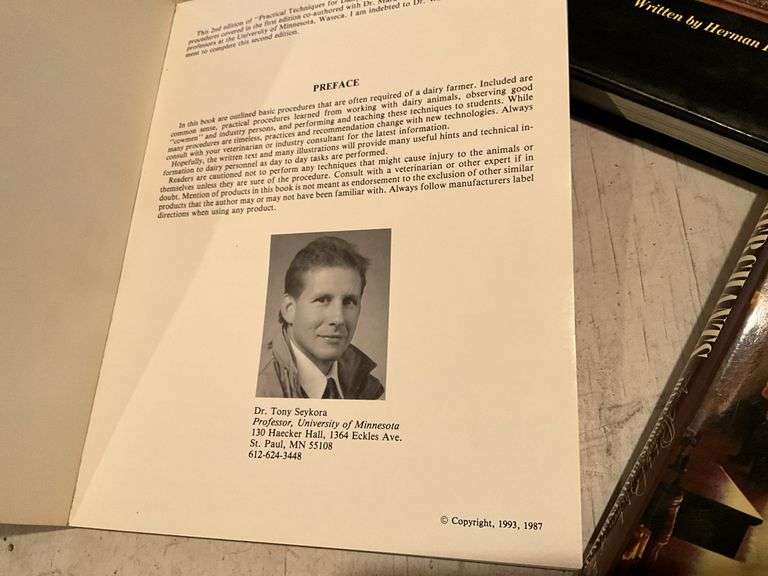 This 2nd edition of "Practical Techniques for Dairy
procedures covered in the first edition co-authored with Dr.
professors at the University of Minnesota, Waseca. I am indebted to Dr.
ment to complete this second edition.
PREFACE
In this book are outlined basic procedures that are often required of a dairy farmer. Included are
common sense, practical procedures learned from working with dairy animals, observing good
"cowmen" and industry persons, and performing and teaching these techniques to students. While
many procedures are timeless, practices and recommendation change with new technologies. Always
consult with your veterinarian or industry consultant for the latest information.
Hopefully, the written text and many illustrations will provide many useful hints and technical in-
formation to dairy personnel as day to day tasks are performed.
Readers are cautioned not to perform any techniques that might cause injury to the animals or
themselves unless they are sure of the procedure. Consult with a veterinarian or other expert if in
doubt. Mention of products in this book is not meant as endorsement to the exclusion of other similar
products that the author may or may not have been familiar with. Always follow manufacturers label
directions when using any product.
Dr. Tony Seykora
Professor, University of Minnesota
130 Haecker Hall, 1364 Eckles Ave.
St. Paul, MN 55108
612-624-3448
© Copyright, 1993, 1987
Written by Herman